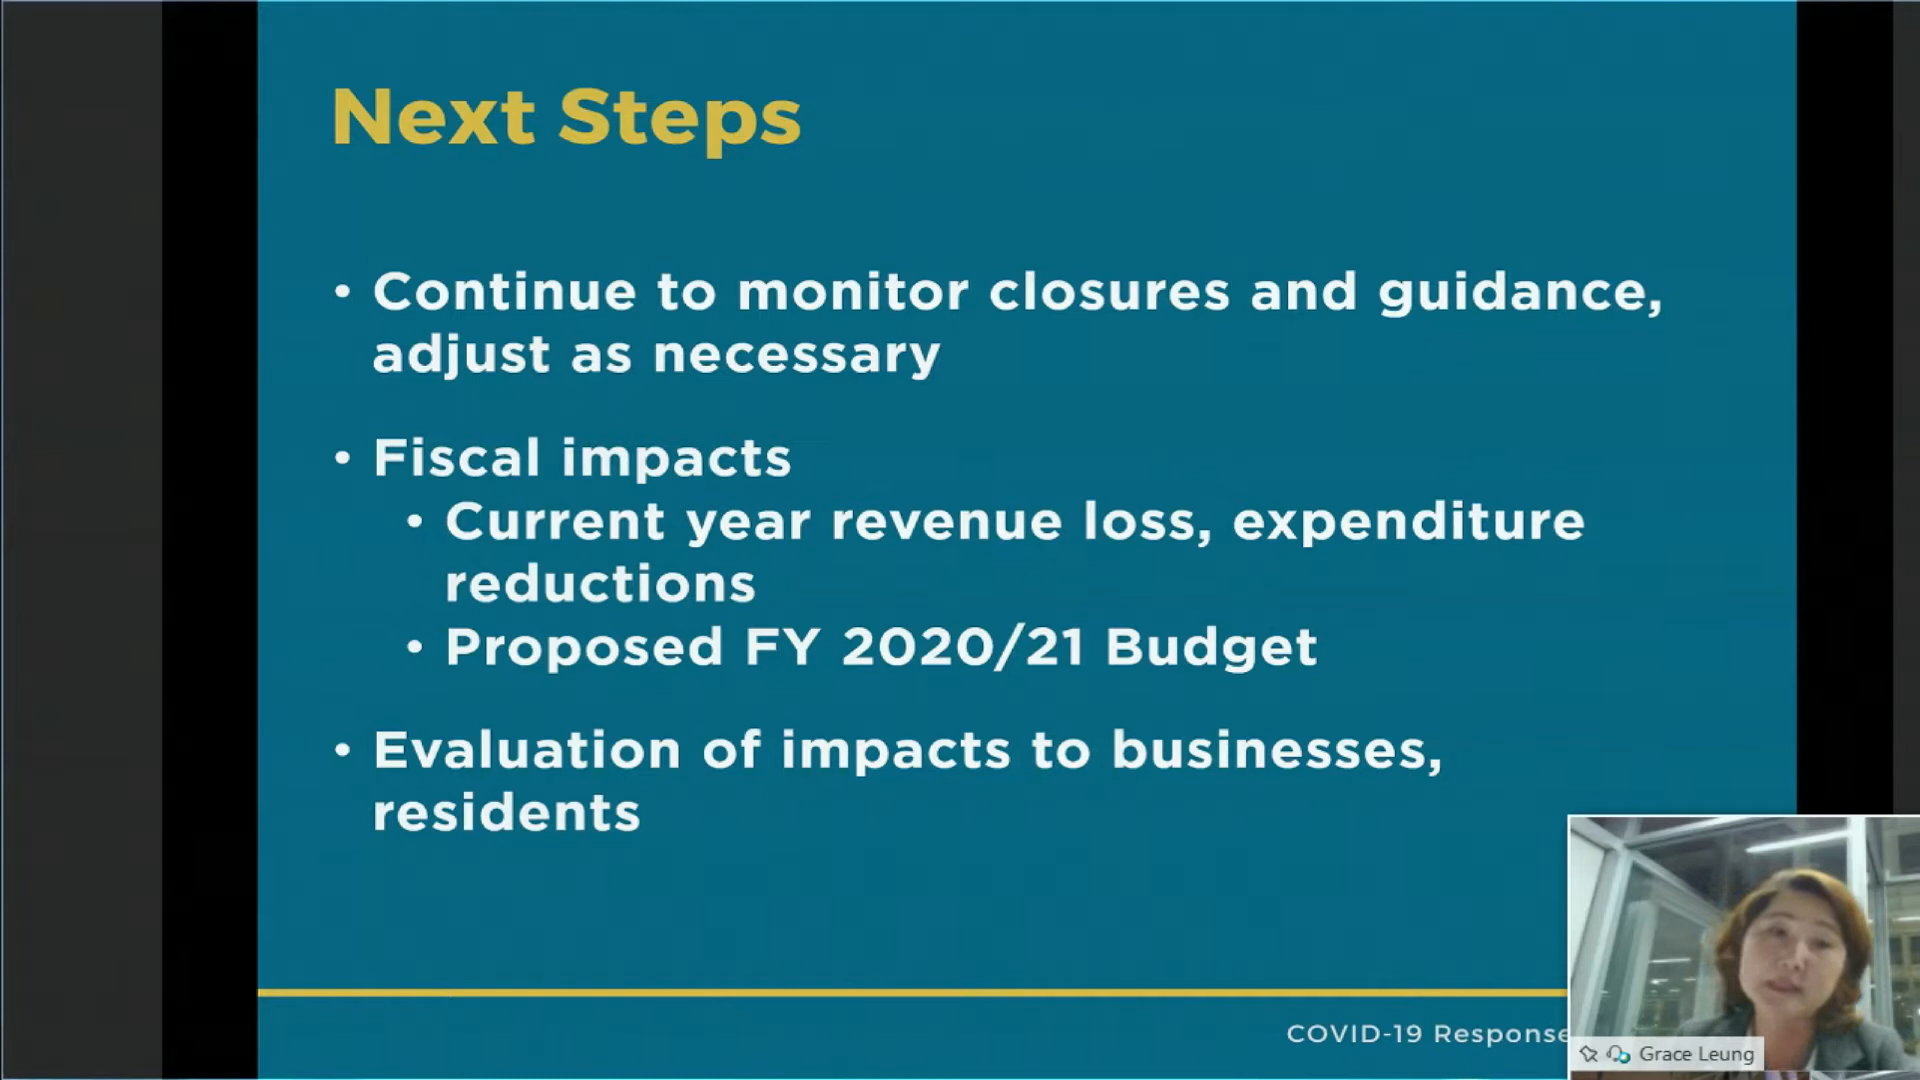 Next Steps
• Continue to monitor closures and guidance,
adjust as necessary
• Fiscal impacts
• Current year revenue loss, expenditure
reductions
• Proposed FY 2020/21 Budget
• Evaluation of impacts to businesses,
residents
COVID-19 Response
Grace Leung